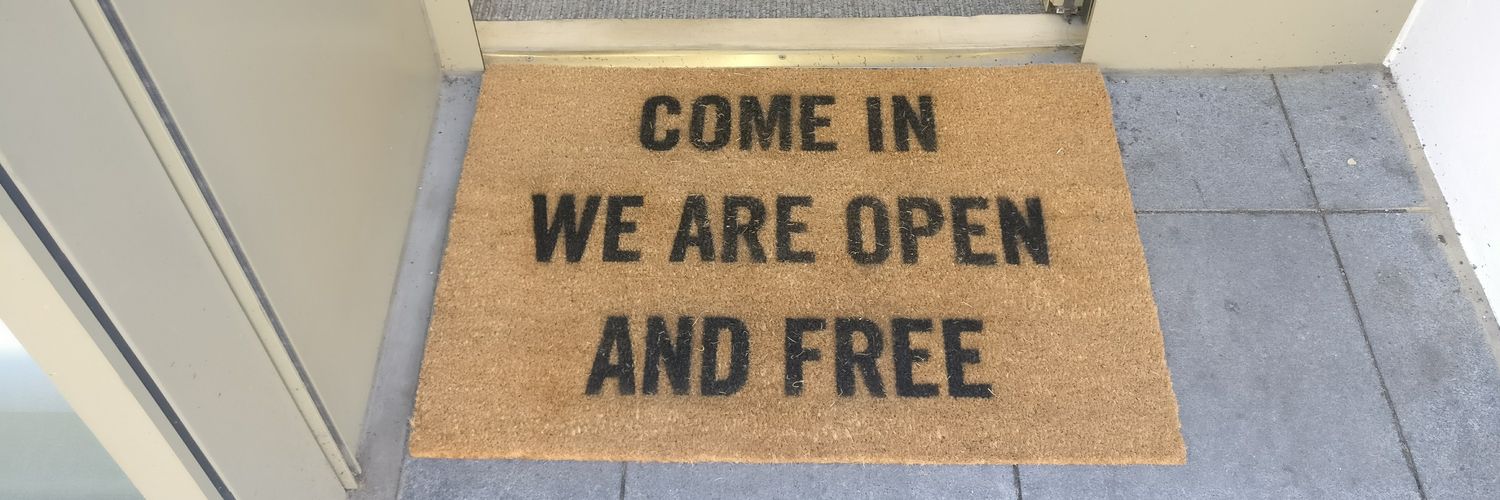 COME IN
WE ARE OPEN
AND FREE